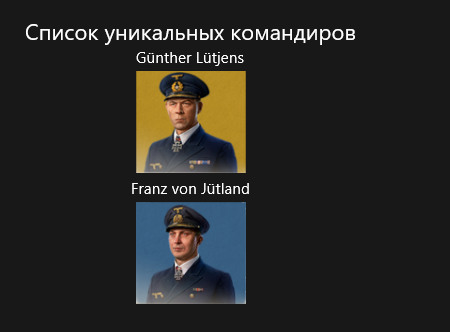 Список уникальных командиров
Günther Lütjens
Franz von Jütland